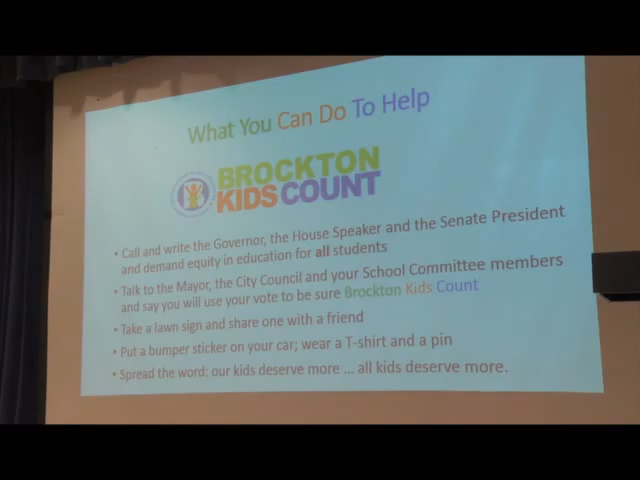 What You Can Do To Help
BROCKTON
KIDS COUNT
• Call and write the Governor, the House Speaker and the Senate President
and demand equity in education for all students
• Talk to the Mayor, the City Council and your School Committee members
and say you will use your vote to be sure Brockton Kids Count
• Take a lawn sign and share one with a friend
• Put a bumper sticker on your car; wear a T-shirt and a pin
• Spread the word: our kids deserve more ... all kids deserve more.